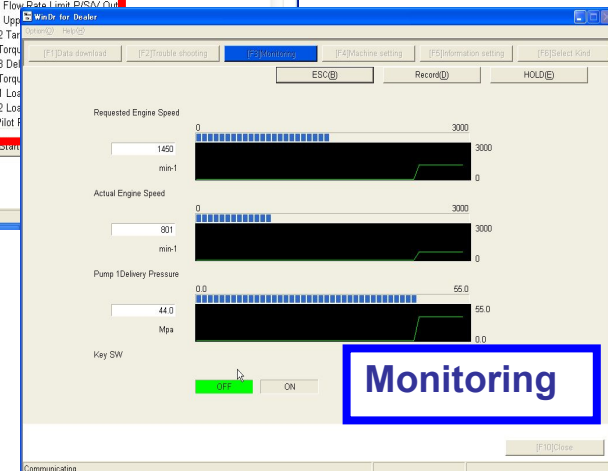 Flow Rate Limit P/S/V Out
Upp
2 Tar
Torqu
3 Del
Torqu
1 Loa
2 Loa
Pilot
Start
WinDr for Dealer
Option(O) Help(H)
[F1]Data download [F2]Trouble shooting [F3]Monitoring [F4]Machine setting [F5]Information setting [F6]Select Kind
ESC(B) Record(D) HOLD(E)
Requested Engine Speed
0 3000
1450 3000
min-1 0
Actual Engine Speed
0 3000
801 3000
min-1 0
Pump 1Delivery Pressure
0.0 55.0
44.0 55.0
Mpa 0.0
Key SW
OFF ON
Monitoring
[F10]Close
Communicating